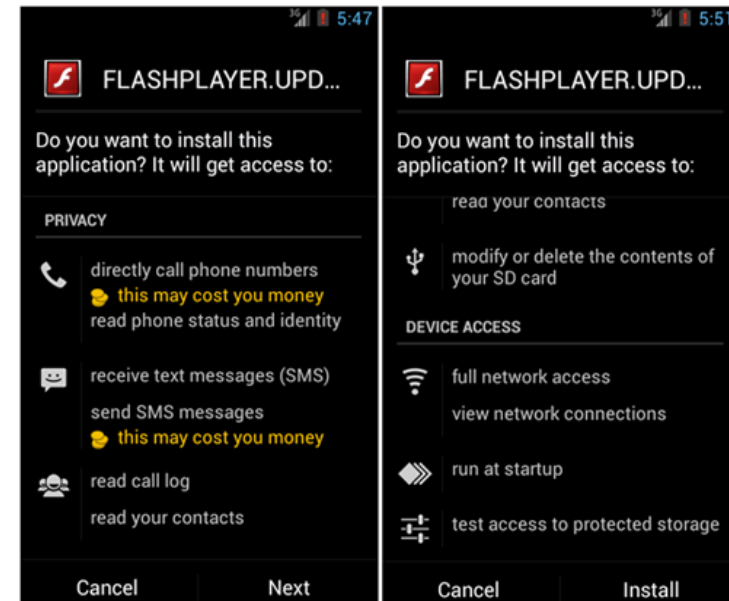 3G 5:47
FLASHPLAYER.UPD...
Do you want to install this
application? It will get access to:
PRIVACY
directly call phone numbers
this may cost you money
read phone status and identity
receive text messages (SMS)
send SMS messages
this may cost you money
read call log
read your contacts
Cancel Next
3G 5:51
FLASHPLAYER.UPD...
Do you want to install this
application? It will get access to:
read your contacts
modify or delete the contents of
your SD card
DEVICE ACCESS
full network access
view network connections
run at startup
test access to protected storage
Cancel Install